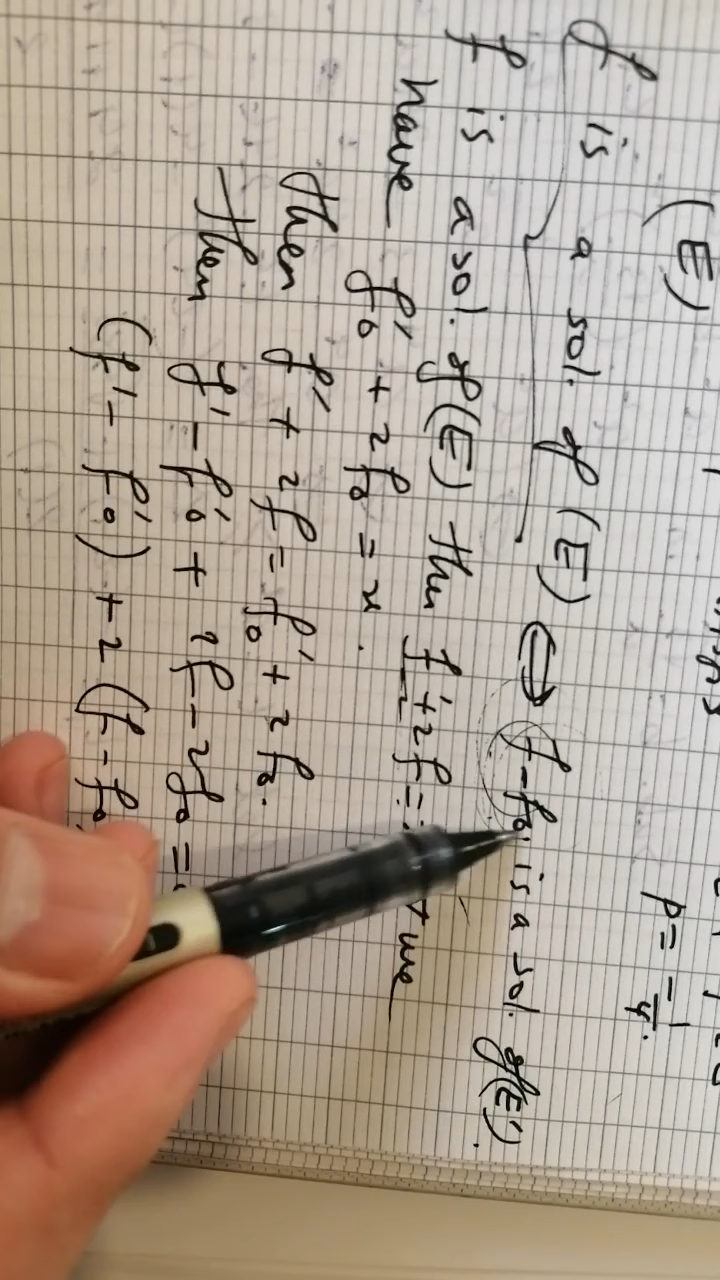 (E)
p = -1/4.
f is a sol. of (E) ⇔ f - f₀ is a sol. of (E').
f is a sol. of (E) then f' + 2f = true
have f₀' + 2f₀ = x.
then f' + 2f = f₀' + 2f₀.
then f' - f₀' + 2f - 2f₀ =
(f' - f₀') + 2(f - f₀